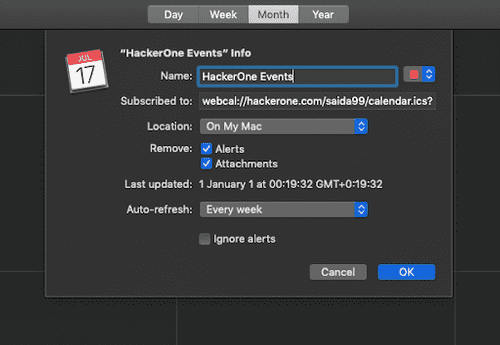 Day Week Month Year
“HackerOne Events” Info
JUL
17
Name: HackerOne Events
Subscribed to: webcal://hackerone.com/saida99/calendar.ics?
Location: On My Mac
Remove: Alerts
Attachments
Last updated: 1 January 1 at 00:19:32 GMT+0:19:32
Auto-refresh: Every week
Ignore alerts
Cancel OK